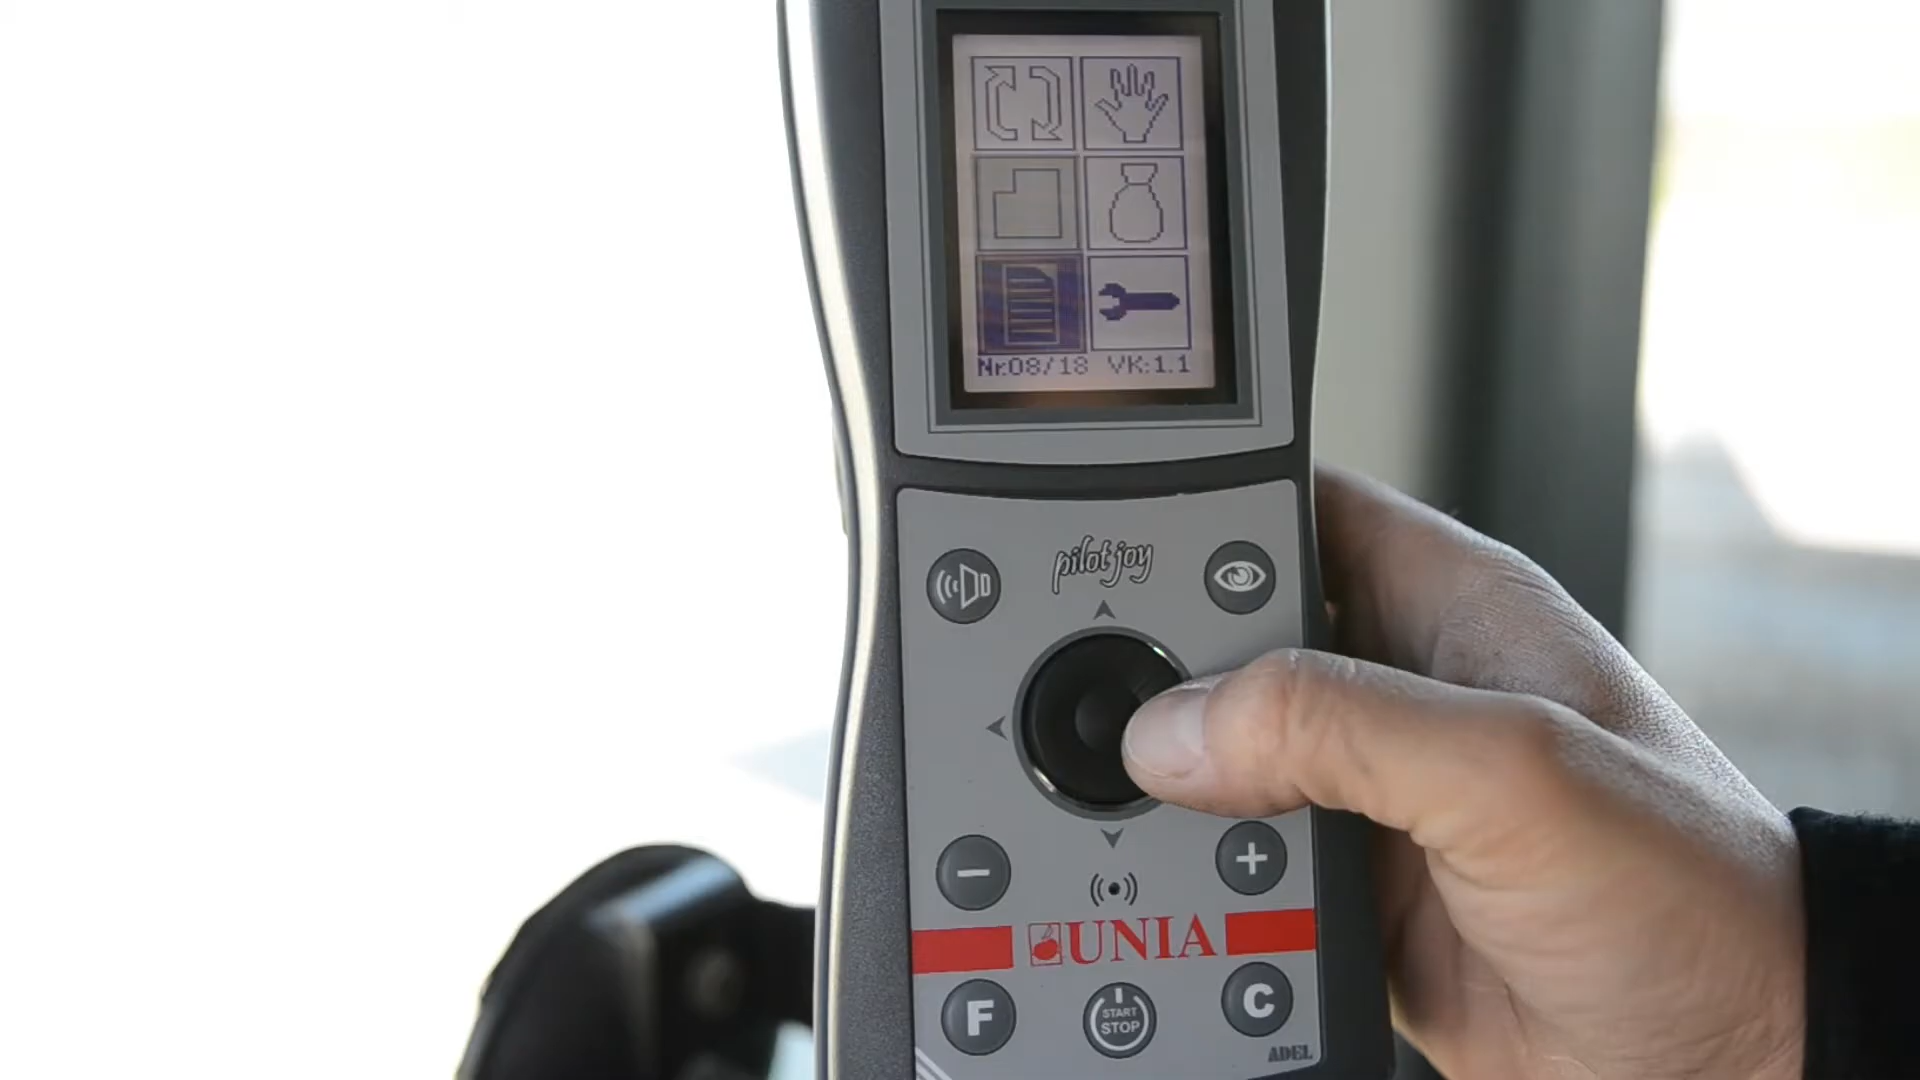 Nr:08/18 VK:1.1
pilot joy
UNIA
F
START
STOP
C
ADEL